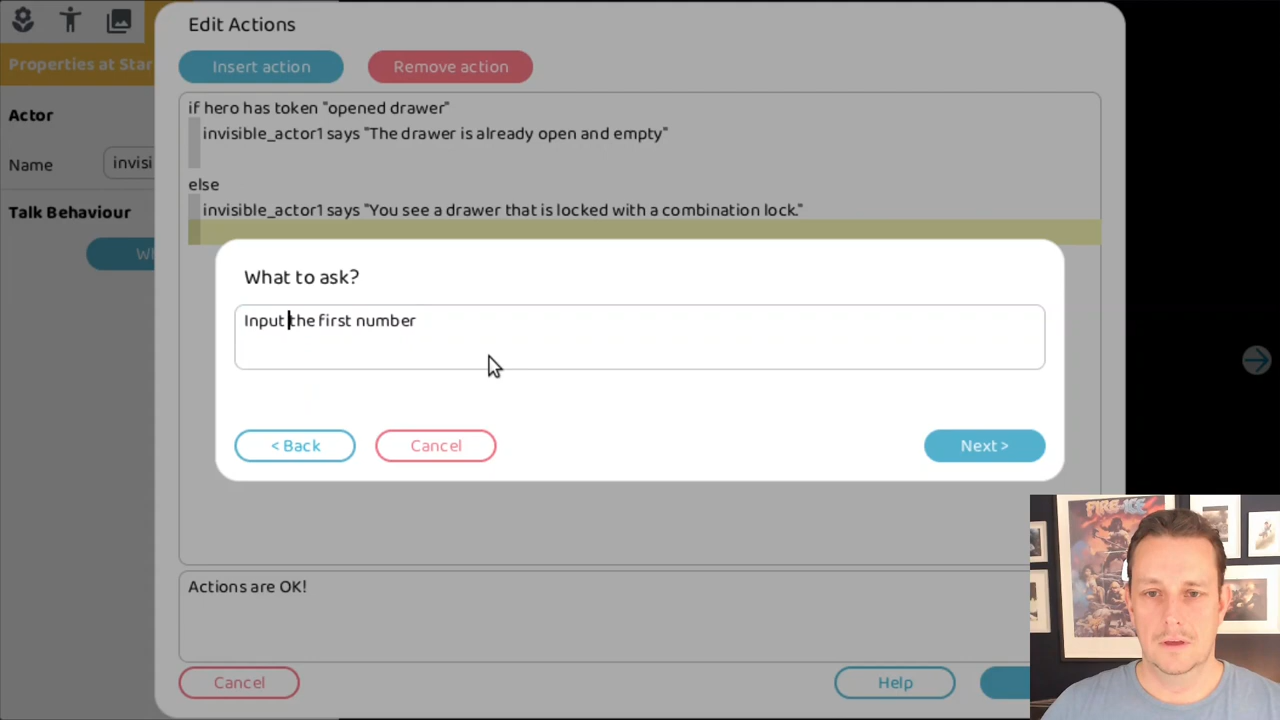 Edit Actions
Insert action
Remove action
Properties at Star
Actor
Name
invisi
Talk Behaviour
if hero has token "opened drawer"
invisible_actor1 says "The drawer is already open and empty"
else
invisible_actor1 says "You see a drawer that is locked with a combination lock."
What to ask?
Input the first number
< Back
Cancel
Next >
Actions are OK!
Cancel
Help
FIRE ICE